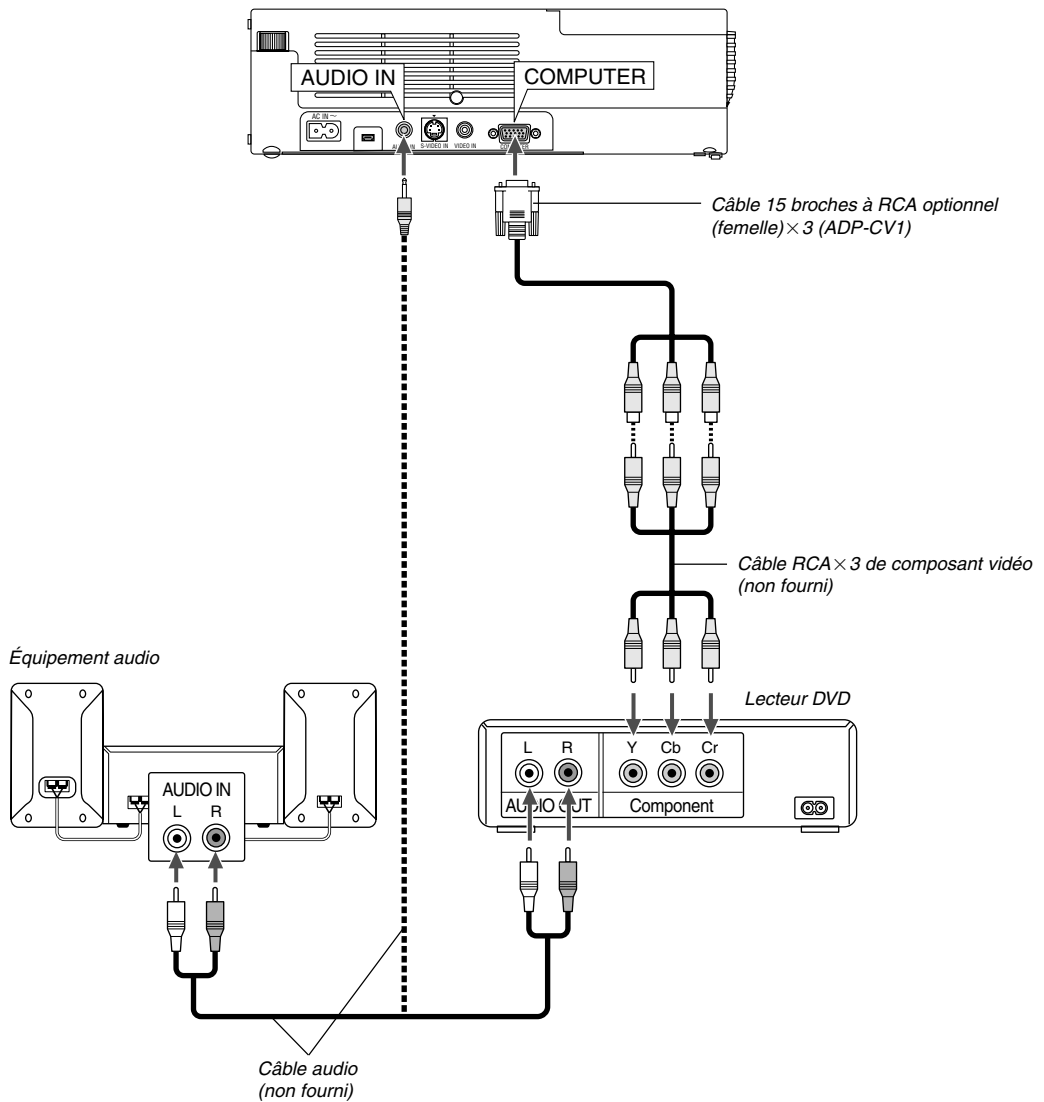 AUDIO IN
COMPUTER
AC IN
S-VIDEO IN
VIDEO IN
Câble 15 broches à RCA optionnel
(femelle)×3 (ADP-CV1)
Câble RCA×3 de composant vidéo
(non fourni)
Équipement audio
Lecteur DVD
AUDIO IN
L R
L R
AUDIO OUT
Y Cb Cr
Component
Câble audio
(non fourni)